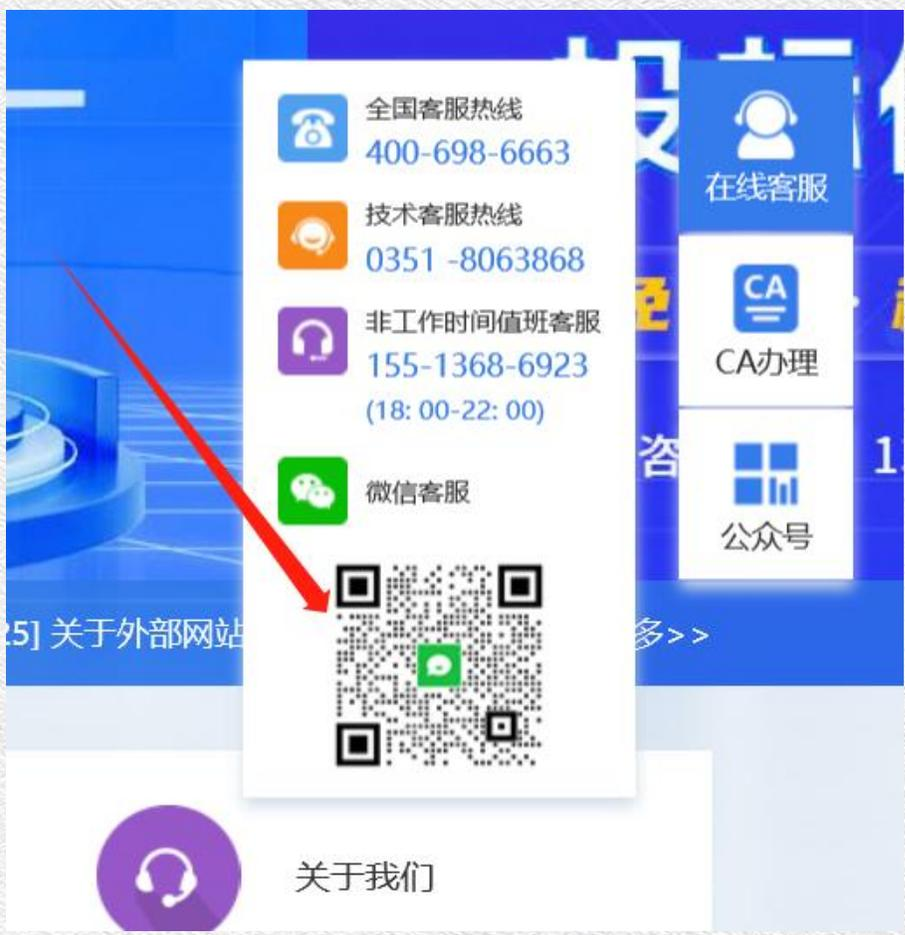 全国客服热线
400-698-6663
技术客服热线
0351 -8063868
非工作时间值班客服
155-1368-6923
(18: 00-22: 00)
微信客服
在线客服
CA
CA办理
公众号
咨
25] 关于外部网站
多>>
关于我们